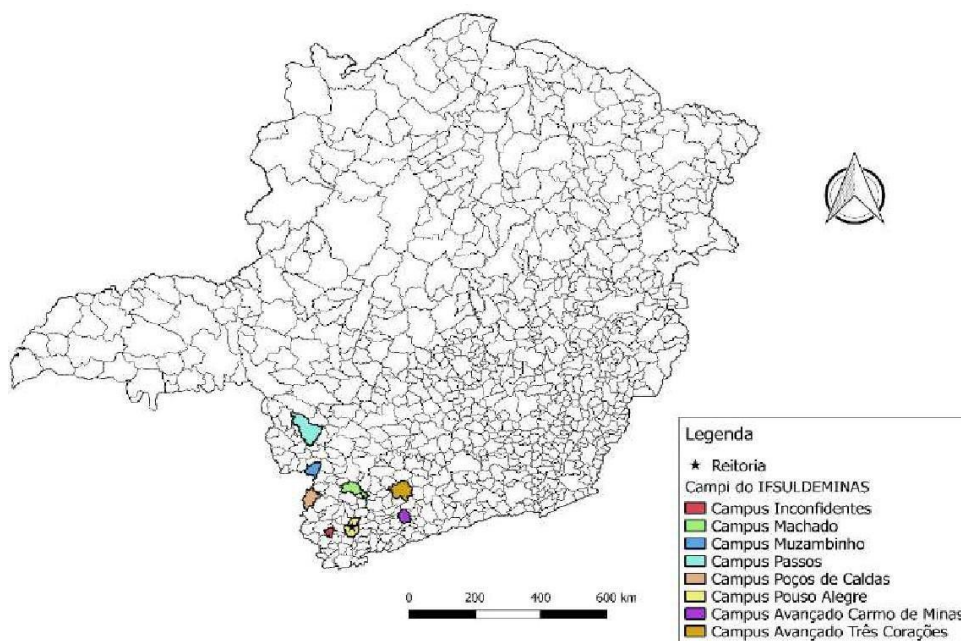 Legenda
★ Reitoria
Campi do IFSULDEMINAS
Campus Inconfidentes
Campus Machado
Campus Muzambinho
Campus Passos
Campus Poços de Caldas
Campus Pouso Alegre
Campus Avançado Carmo de Minas
Campus Avançado Três Corações
0 200 400 600 km